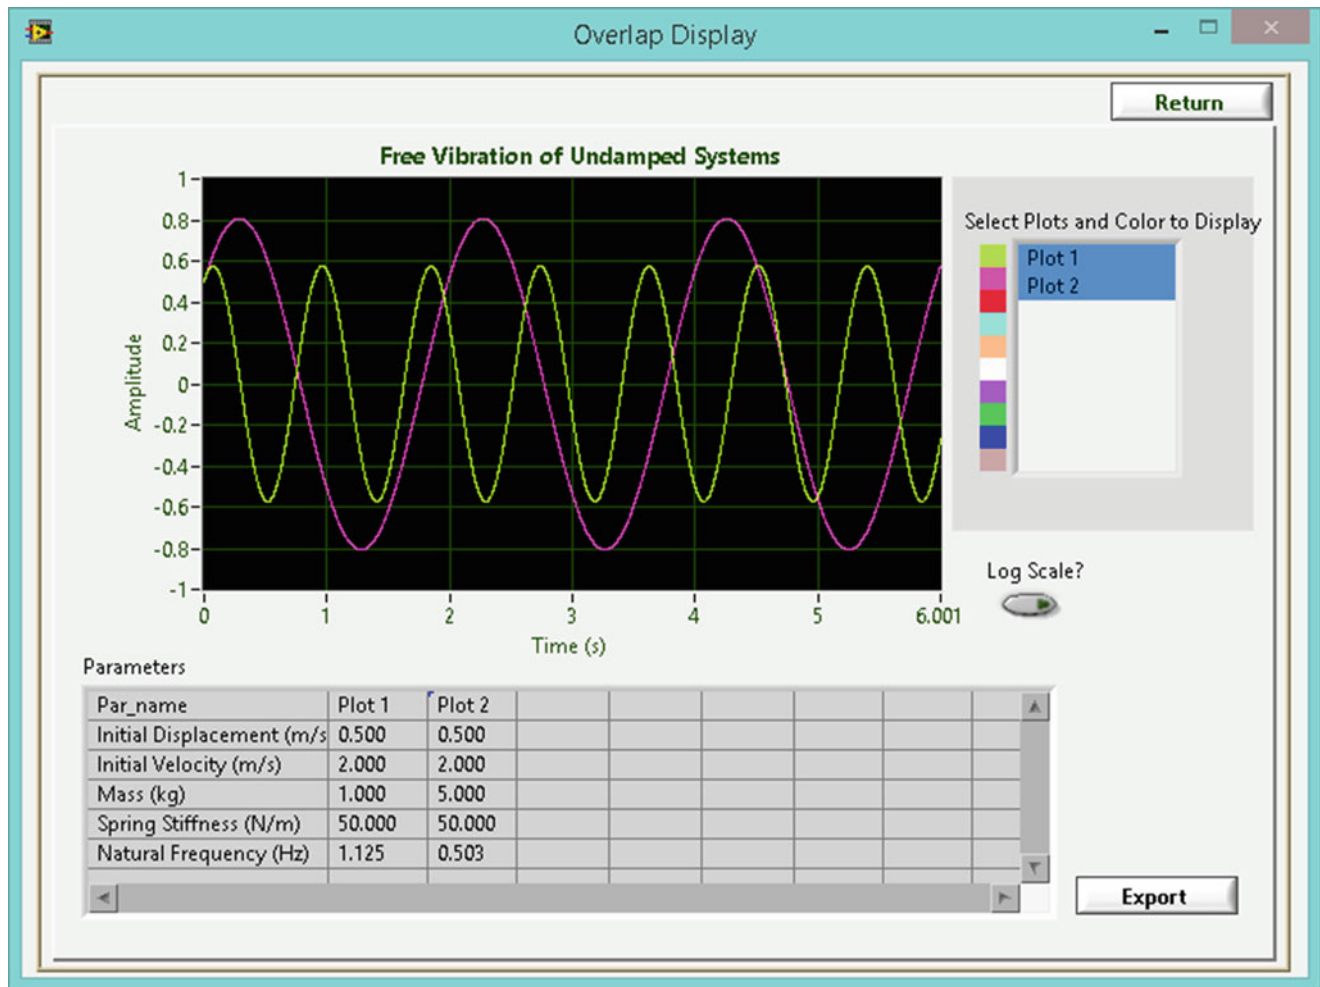 Overlap Display
Return
Free Vibration of Undamped Systems
1
0.8
0.6
0.4
0.2
0
-0.2
-0.4
-0.6
-0.8
-1
Amplitude
0 1 2 3 4 5 6.001
Time (s)
Select Plots and Color to Display
Plot 1
Plot 2
Log Scale?
Parameters
Par_name Plot 1 Plot 2
Initial Displacement (m/s 0.500 0.500
Initial Velocity (m/s) 2.000 2.000
Mass (kg) 1.000 5.000
Spring Stiffness (N/m) 50.000 50.000
Natural Frequency (Hz) 1.125 0.503
Export